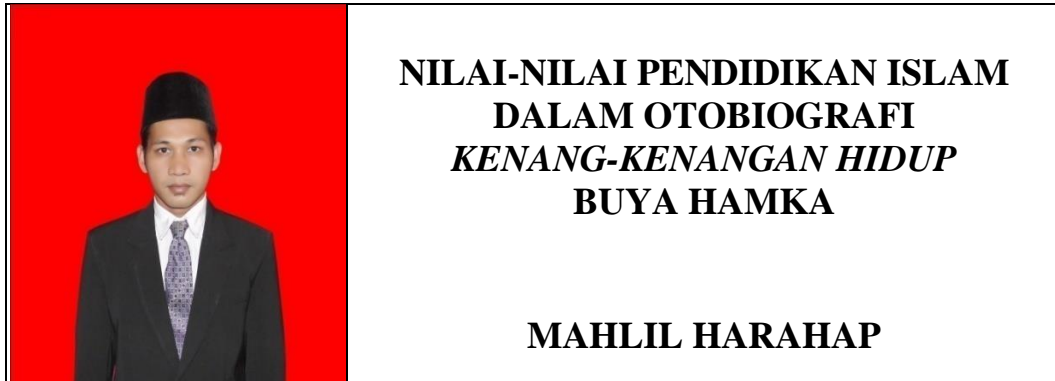 NILAI-NILAI PENDIDIKAN ISLAM
DALAM OTOBIOGRAFI
KENANG-KENANGAN HIDUP
BUYA HAMKA
MAHLIL HARAHAP